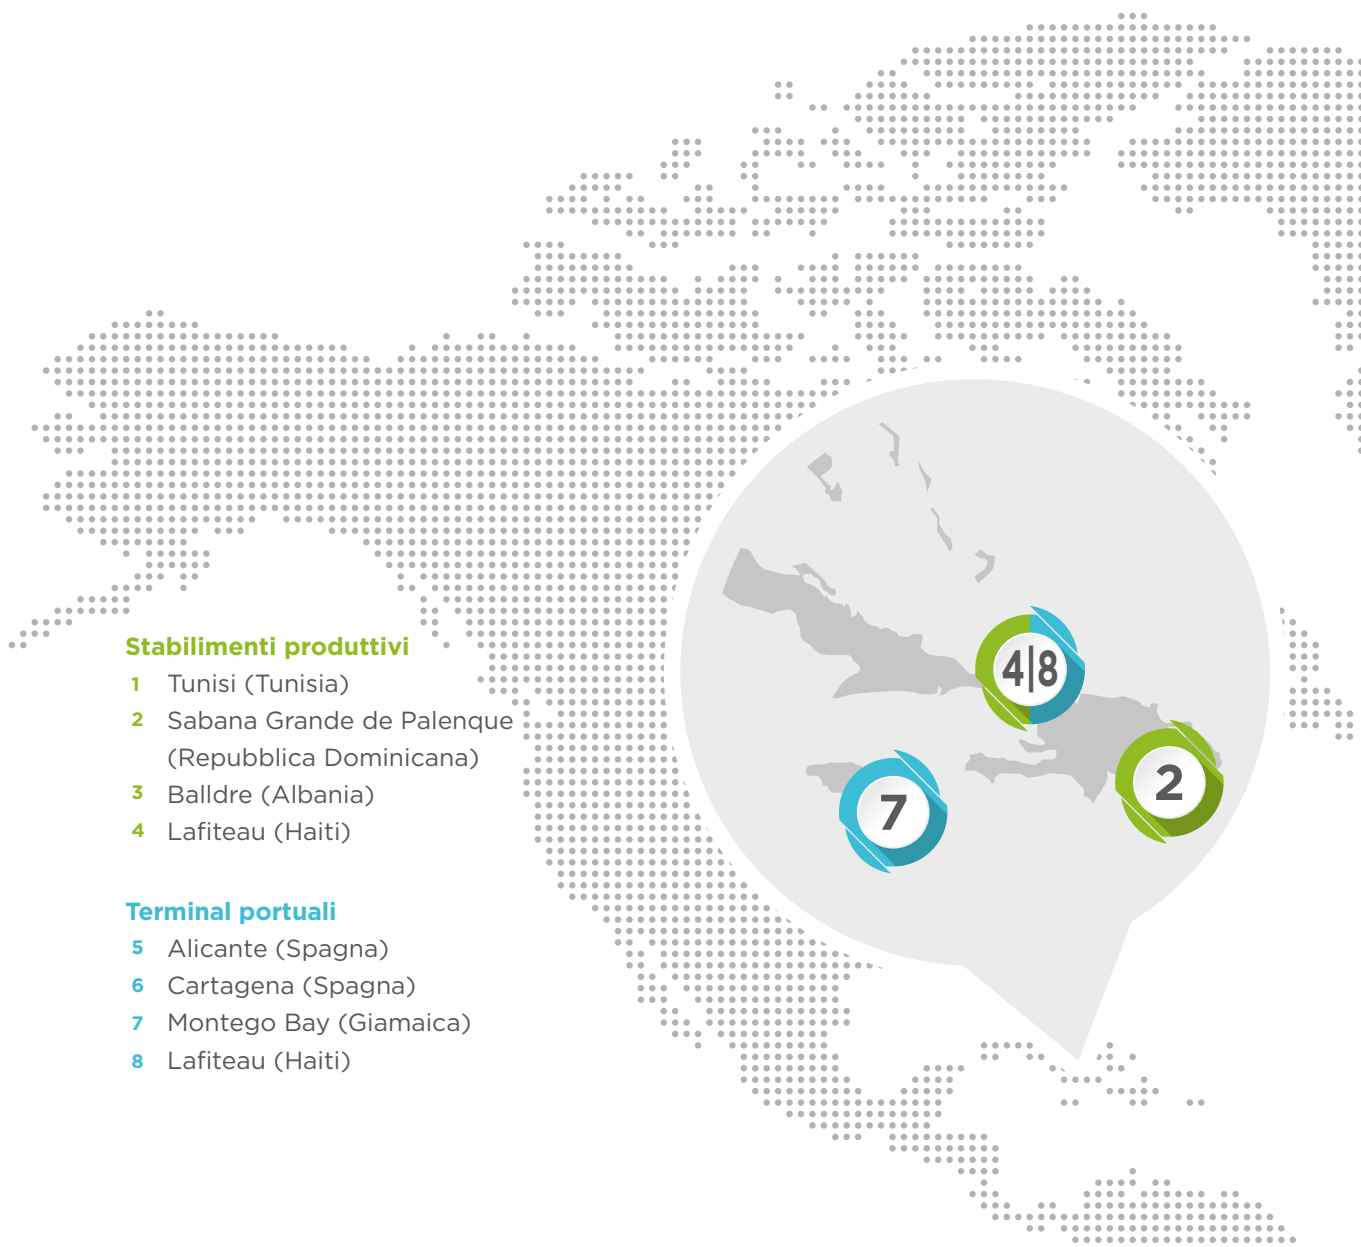 Stabilimenti produttivi
1 Tunisi (Tunisia)
2 Sabana Grande de Palenque
(Repubblica Dominicana)
3 Balldre (Albania)
4 Lafiteau (Haiti)
Terminal portuali
5 Alicante (Spagna)
6 Cartagena (Spagna)
7 Montego Bay (Giamaica)
8 Lafiteau (Haiti)
4|8
2
7